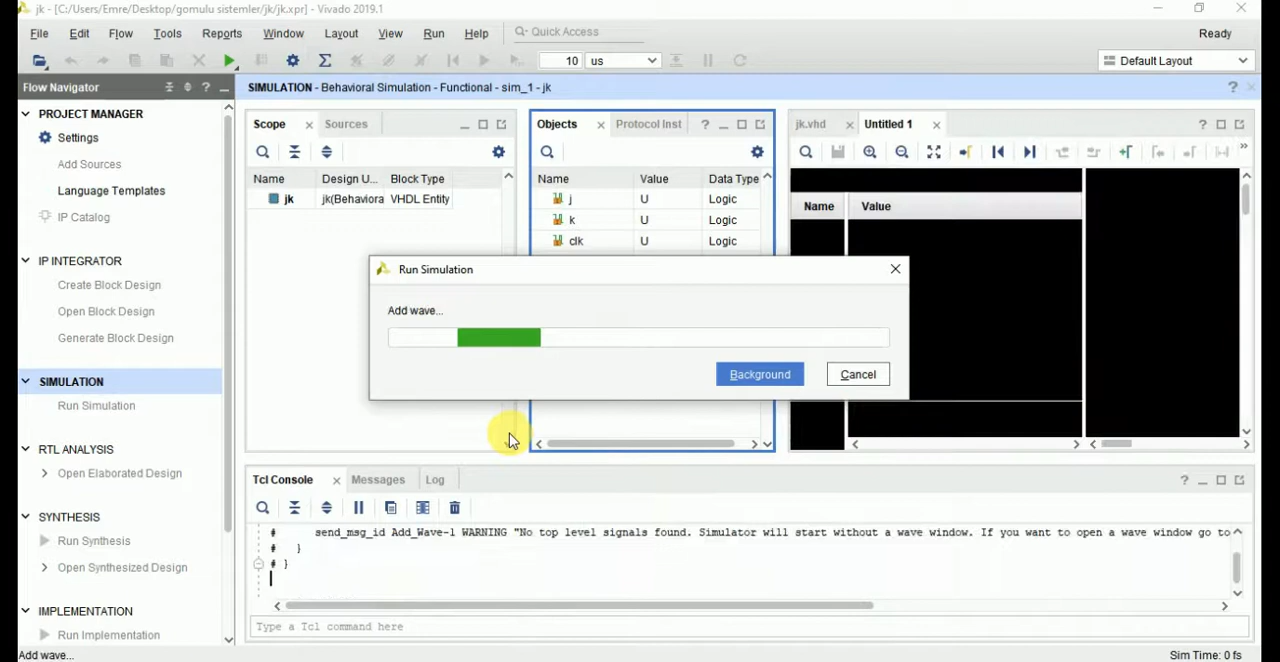 jk - [C:/Users/Emre/Desktop/gomulu sistemler/jk/jk.xpr] - Vivado 2019.1
File Edit Flow Tools Reports Window Layout View Run Help Quick Access Ready
10 us Default Layout
Flow Navigator
SIMULATION - Behavioral Simulation - Functional - sim_1 - jk
PROJECT MANAGER
Settings
Add Sources
Language Templates
IP Catalog
IP INTEGRATOR
Create Block Design
Open Block Design
Generate Block Design
SIMULATION
Run Simulation
RTL ANALYSIS
Open Elaborated Design
SYNTHESIS
Run Synthesis
Open Synthesized Design
IMPLEMENTATION
Run Implementation
Scope Sources
Name Design U... Block Type
jk jk(Behaviora VHDL Entity
Objects Protocol Inst
Name Value Data Type
j U Logic
k U Logic
clk U Logic
jk.vhd Untitled 1
Name Value
Run Simulation
Add wave...
Background Cancel
Tcl Console Messages Log
# send_msg_id Add_Wave-1 WARNING "No top level signals found. Simulator will start without a wave window. If you want to open a wave window go to
# }
# }
Type a Tcl command here
Add wave... Sim Time: 0 fs